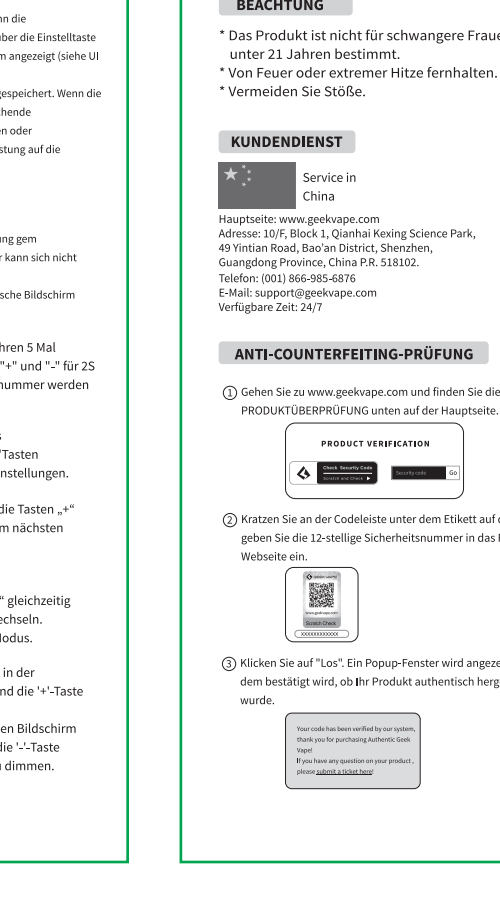 nn die
über die Einstelltaste
m angezeigt (siehe UI
gespeichert. Wenn die
hende
en oder
stung auf die
ung gem
r kann sich nicht
sche Bildschirm
hren 5 Mal
"+" und "-" für 2S
nummer werden
s
'Tasten
nstellungen.
die Tasten „+“
m nächsten
“ gleichzeitig
echseln.
Modus.
in der
nd die '+'-Taste
en Bildschirm
die '-'-Taste
u dimmen.
BEACHTUNG
* Das Produkt ist nicht für schwangere Fraue
unter 21 Jahren bestimmt.
* Von Feuer oder extremer Hitze fernhalten.
* Vermeiden Sie Stöße.
KUNDENDIENST
Service in
China
Hauptseite: www.geekvape.com
Adresse: 10/F, Block 1, Qianhai Kexing Science Park,
49 Yintian Road, Bao’an District, Shenzhen,
Guangdong Province, China P.R. 518102.
Telefon: (001) 866-985-6876
E-Mail: support@geekvape.com
Verfügbare Zeit: 24/7
ANTI-COUNTERFEITING-PRÜFUNG
① Gehen Sie zu www.geekvape.com und finden Sie die
PRODUKTÜBERPRÜFUNG unten auf der Hauptseite.
PRODUCT VERIFICATION
Check Security Code
Scratch and Check
Security code Go
② Kratzen Sie an der Codeleiste unter dem Etikett auf d
geben Sie die 12-stellige Sicherheitsnummer in das F
Webseite ein.
GEEK VAPE
www.geekvape.com
Scratch Check
XXXXXXXXXXXX
③ Klicken Sie auf "Los". Ein Popup-Fenster wird angeze
dem bestätigt wird, ob Ihr Produkt authentisch herg
wurde.
Your code has been verified by our system,
thank you for purchasing Authentic Geek
Vape!
If you have any question on your product ,
please submit a ticket here!